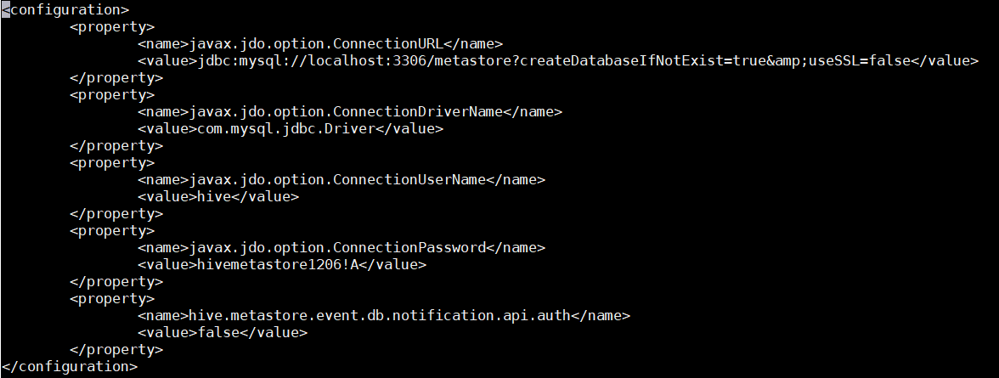 <configuration>
<property>
<name>javax.jdo.option.ConnectionURL</name>
<value>jdbc:mysql://localhost:3306/metastore?createDatabaseIfNotExist=true&amp;useSSL=false</value>
</property>
<property>
<name>javax.jdo.option.ConnectionDriverName</name>
<value>com.mysql.jdbc.Driver</value>
</property>
<property>
<name>javax.jdo.option.ConnectionUserName</name>
<value>hive</value>
</property>
<property>
<name>javax.jdo.option.ConnectionPassword</name>
<value>hivemetastore1206!A</value>
</property>
<property>
<name>hive.metastore.event.db.notification.api.auth</name>
<value>false</value>
</property>
</configuration>